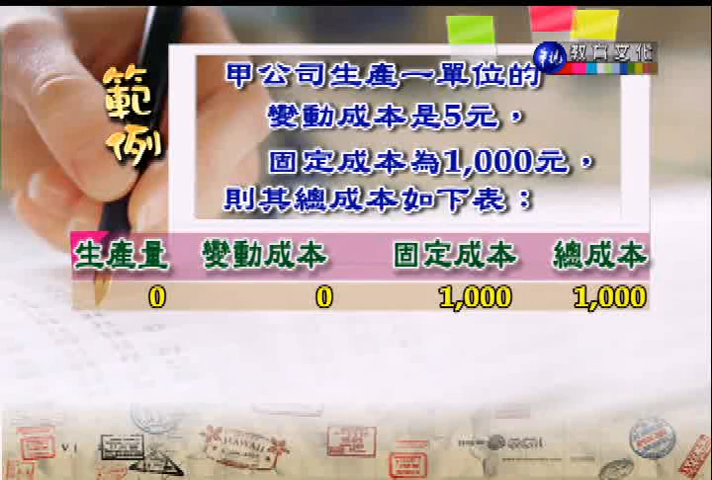 教育文化
範例
甲公司生產一單位的
變動成本是5元，
固定成本為1,000元，
則其總成本如下表：
生產量 變動成本 固定成本 總成本
0 0 1,000 1,000
HAWAII